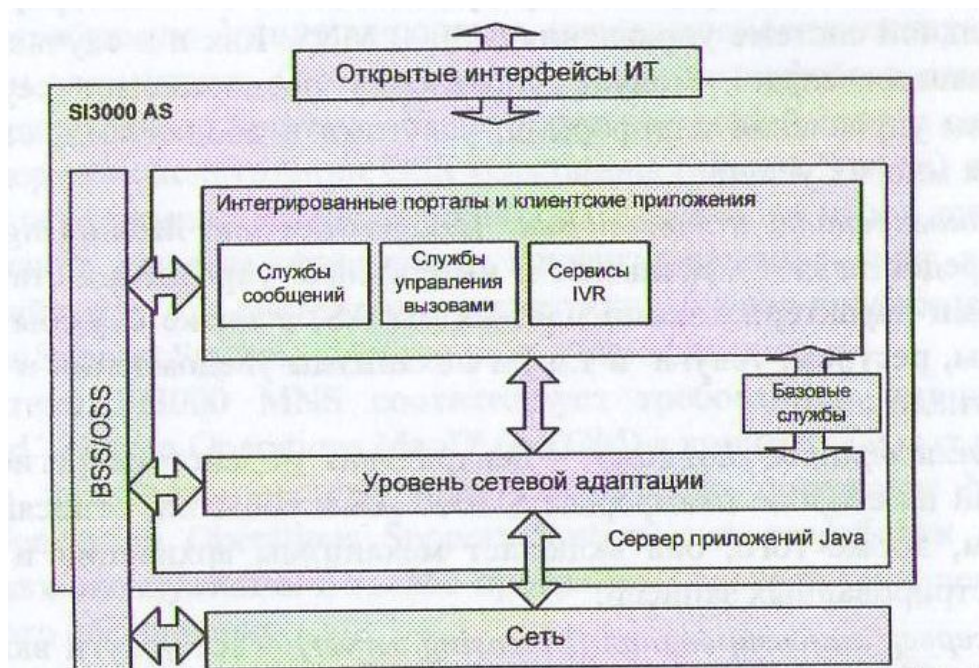 Открытые интерфейсы ИТ
SI3000 AS
Интегрированные порталы и клиентские приложения
Службы
сообщений
Службы
управления
вызовами
Сервисы
IVR
BSS/OSS
Базовые
службы
Уровень сетевой адаптации
Сервер приложений Java
Сеть